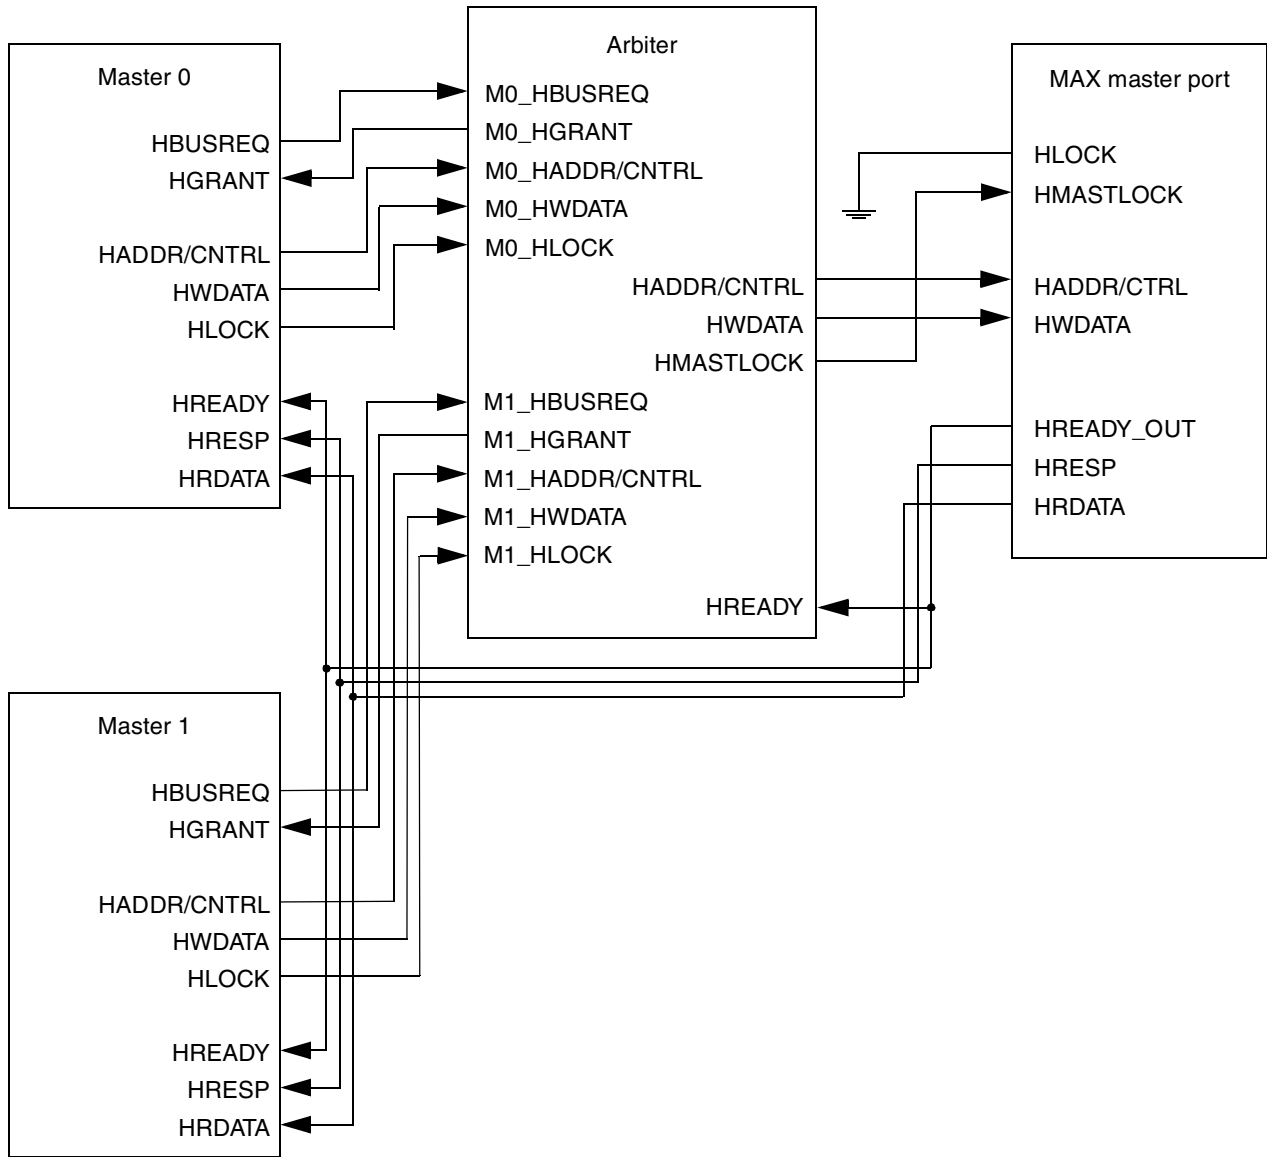 Master 0
HBUSREQ
HGRANT
HADDR/CNTRL
HWDATA
HLOCK
HREADY
HRESP
HRDATA
Arbiter
M0_HBUSREQ
M0_HGRANT
M0_HADDR/CNTRL
M0_HWDATA
M0_HLOCK
HADDR/CNTRL
HWDATA
HMASTLOCK
M1_HBUSREQ
M1_HGRANT
M1_HADDR/CNTRL
M1_HWDATA
M1_HLOCK
HREADY
MAX master port
HLOCK
HMASTLOCK
HADDR/CTRL
HWDATA
HREADY_OUT
HRESP
HRDATA
Master 1
HBUSREQ
HGRANT
HADDR/CNTRL
HWDATA
HLOCK
HREADY
HRESP
HRDATA